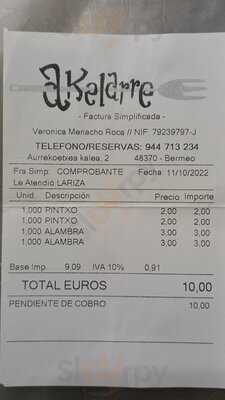 akelarre
- Factura Simplificada -
Veronica Menacho Roca // NIF: 79239797-J
TELEFONO/RESERVAS: 944 713 234
Aurrekoetxea kalea, 2 48370 - Bermeo
Fra.Simp: COMPROBANTE Fecha: 11/10/2022
Le Atendió LARIZA
Unid. Descripción Precio Importe
1,000 PINTXO 2,00 2,00
1,000 PINTXO 2,00 2,00
1,000 ALAMBRA 3,00 3,00
1,000 ALAMBRA 3,00 3,00
Base Imp. 9,09 IVA 10% 0,91
TOTAL EUROS 10,00
PENDIENTE DE COBRO 10,00